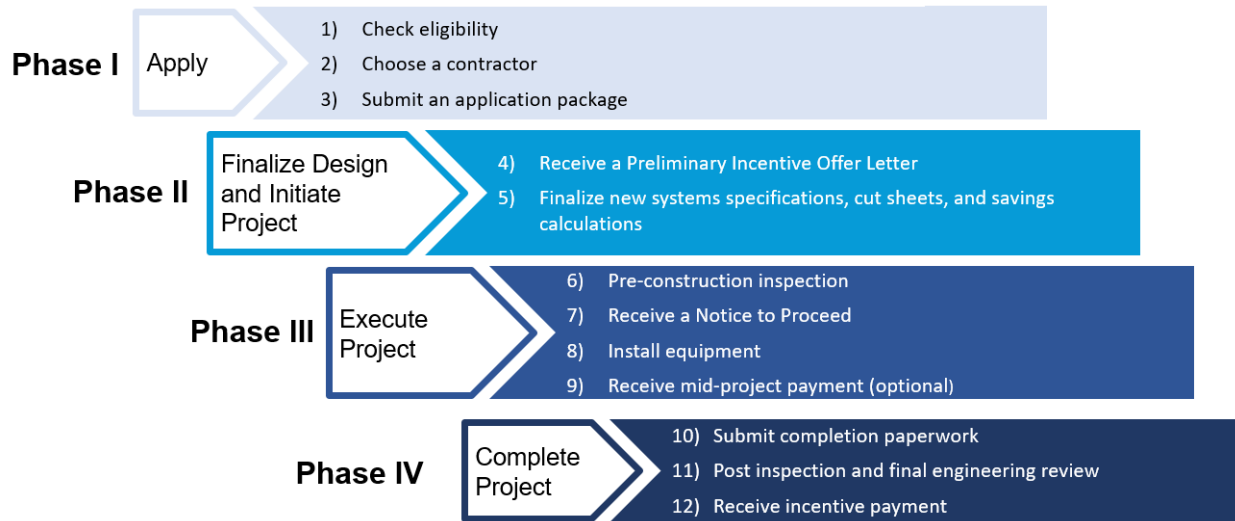 Phase I
Apply
1) Check eligibility
2) Choose a contractor
3) Submit an application package
Phase II
Finalize Design
and Initiate
Project
4) Receive a Preliminary Incentive Offer Letter
5) Finalize new systems specifications, cut sheets, and savings
calculations
Phase III
Execute
Project
6) Pre-construction inspection
7) Receive a Notice to Proceed
8) Install equipment
9) Receive mid-project payment (optional)
Phase IV
Complete
Project
10) Submit completion paperwork
11) Post inspection and final engineering review
12) Receive incentive payment